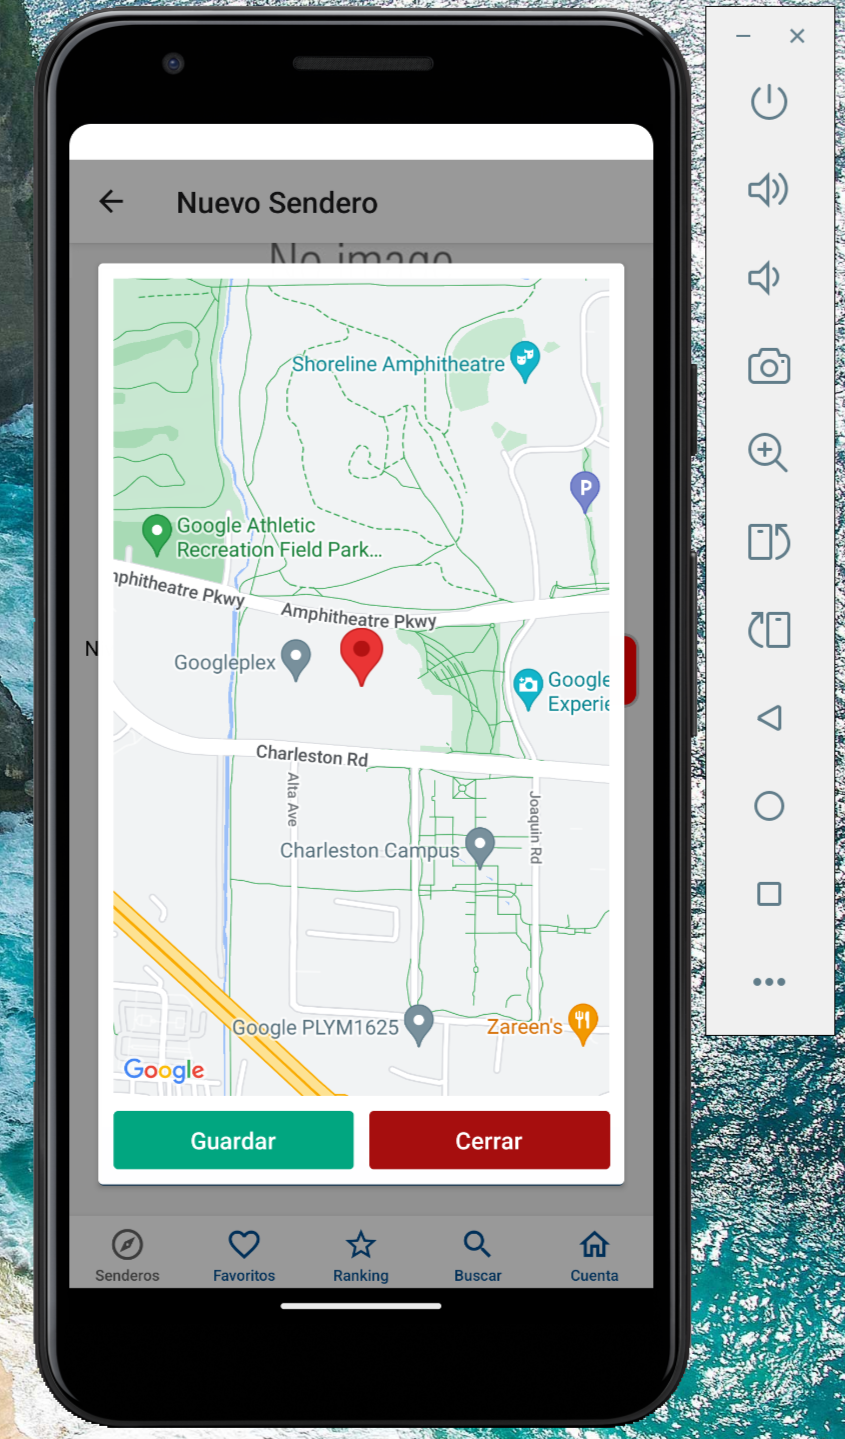 Nuevo Sendero
No image
Shoreline Amphitheatre
P
Google Athletic
Recreation Field Park...
nphitheatre Pkwy
Amphitheatre Pkwy
N
Googleplex
Google
Experie
Charleston Rd
Alta Ave
Joaquin Rd
Charleston Campus
Google PLYM1625
Zareen's
Google
Guardar
Cerrar
Senderos
Favoritos
Ranking
Buscar
Cuenta